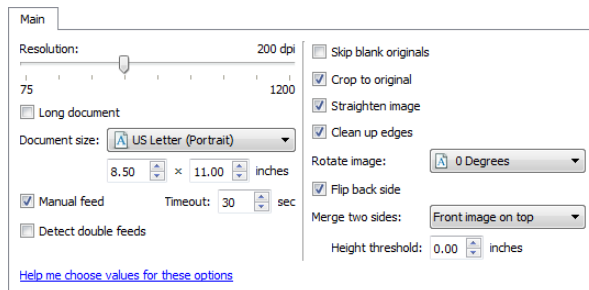 Main
Resolution: 200 dpi
75 1200
Long document
Document size: US Letter (Portrait)
8.50 × 11.00 inches
Manual feed Timeout: 30 sec
Detect double feeds
Help me choose values for these options
Skip blank originals
Crop to original
Straighten image
Clean up edges
Rotate image: 0 Degrees
Flip back side
Merge two sides: Front image on top
Height threshold: 0.00 inches